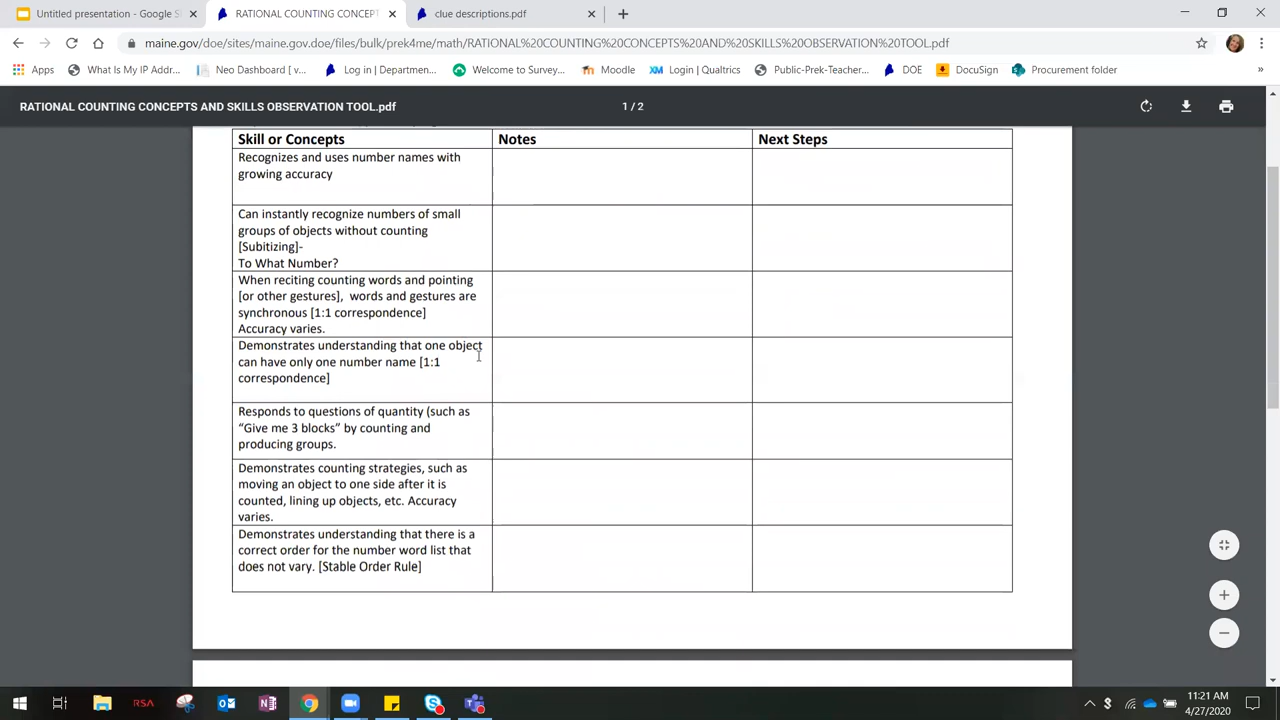 Untitled presentation - Google S
RATIONAL COUNTING CONCEPT
clue descriptions.pdf
maine.gov/doe/sites/maine.gov.doe/files/bulk/prek4me/math/RATIONAL%20COUNTING%20CONCEPTS%20AND%20SKILLS%20OBSERVATION%20TOOL.pdf
Apps
What Is My IP Addr...
Neo Dashboard [ v...
Log in | Departmen...
Welcome to Survey...
Moodle
Login | Qualtrics
Public-Prek-Teacher...
DOE
DocuSign
Procurement folder
RATIONAL COUNTING CONCEPTS AND SKILLS OBSERVATION TOOL.pdf
1 / 2
Skill or Concepts
Notes
Next Steps
Recognizes and uses number names with
growing accuracy
Can instantly recognize numbers of small
groups of objects without counting
[Subitizing]-
To What Number?
When reciting counting words and pointing
[or other gestures], words and gestures are
synchronous [1:1 correspondence]
Accuracy varies.
Demonstrates understanding that one object
can have only one number name [1:1
correspondence]
Responds to questions of quantity (such as
“Give me 3 blocks” by counting and
producing groups.
Demonstrates counting strategies, such as
moving an object to one side after it is
counted, lining up objects, etc. Accuracy
varies.
Demonstrates understanding that there is a
correct order for the number word list that
does not vary. [Stable Order Rule]
RSA
11:21 AM
4/27/2020